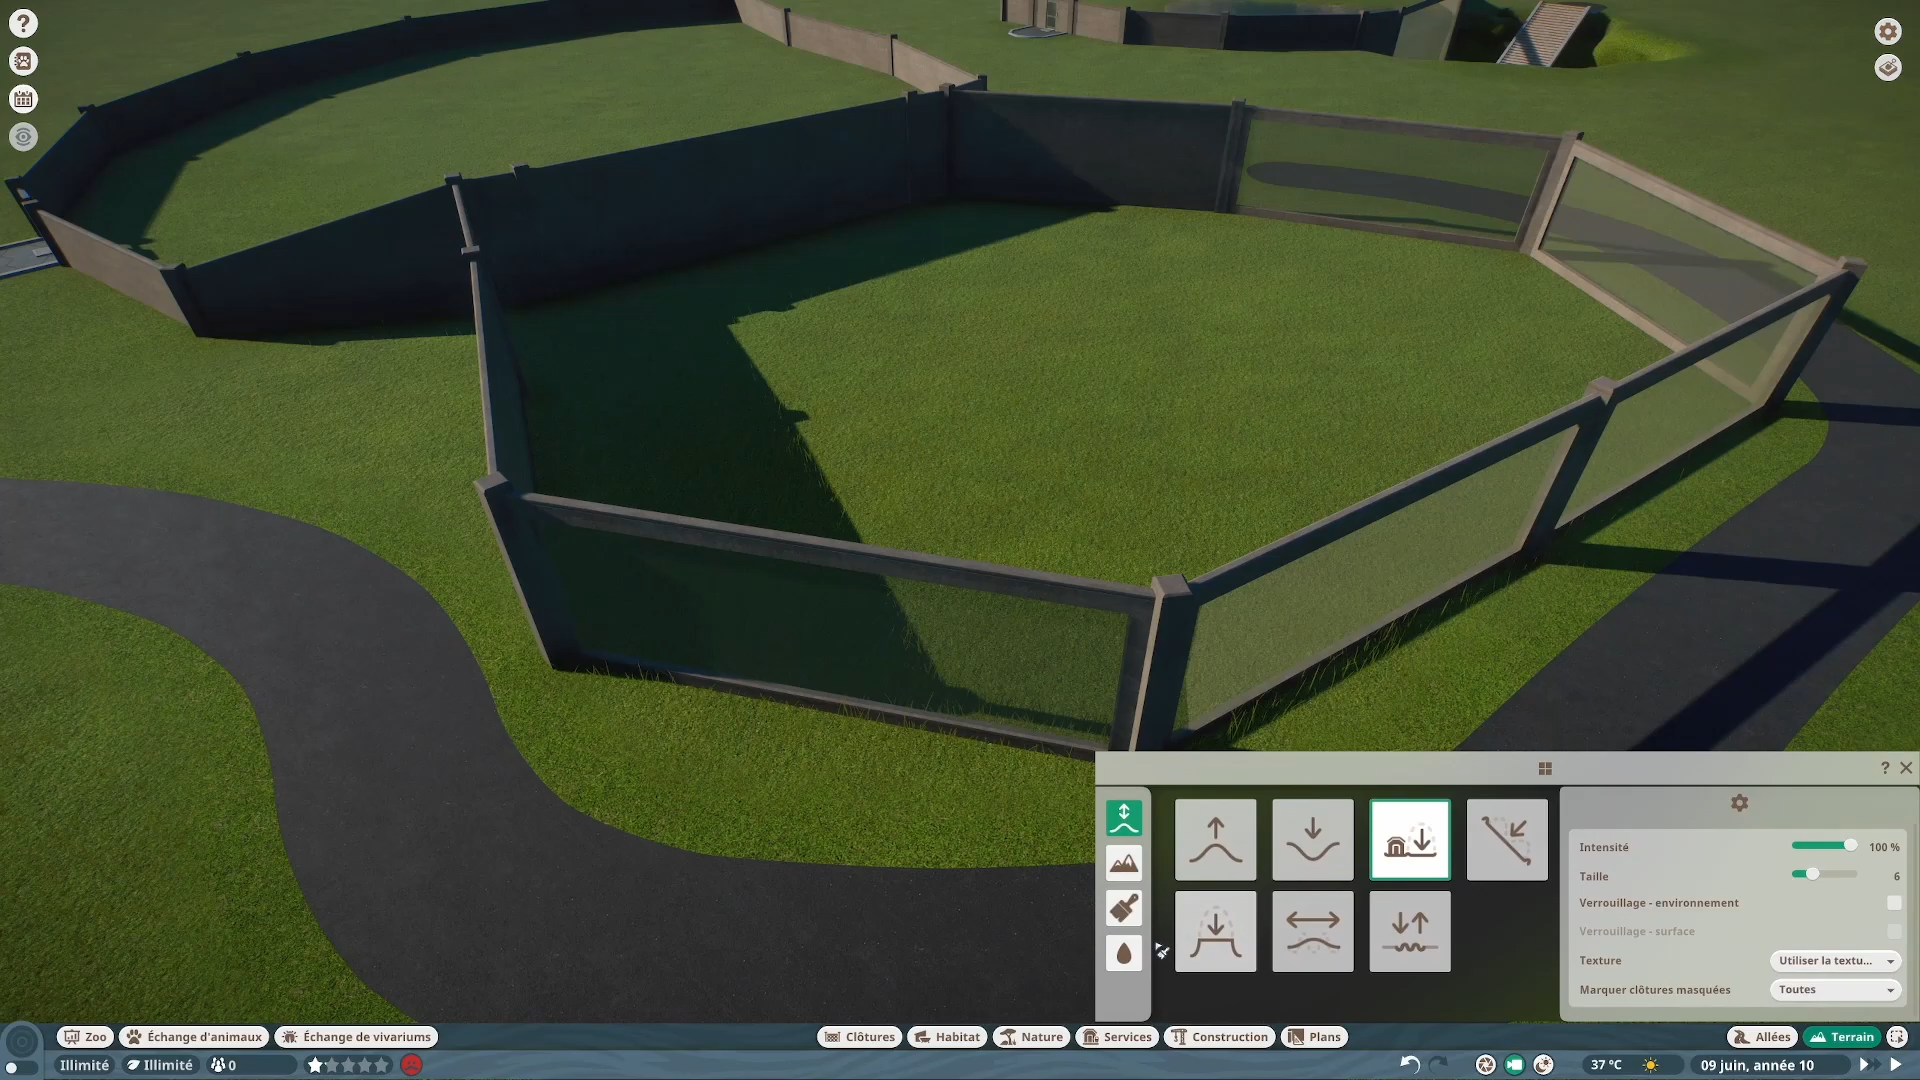 ?
? ×
Intensité 100 %
Taille 6
Verrouillage - environnement
Verrouillage - surface
Texture Utiliser la textu...
Marquer clôtures masquées Toutes
Zoo Échange d'animaux Échange de vivariums Clôtures Habitat Nature Services Construction Plans Allées Terrain
Illimité Illimité 0 37 °C 09 juin, année 10